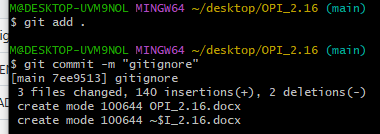 M@DESKTOP-UVM9NOL MINGW64 ~/desktop/OPI_2.16 (main)
$ git add .
M@DESKTOP-UVM9NOL MINGW64 ~/desktop/OPI_2.16 (main)
$ git commit -m "gitignore"
[main 7ee9513] gitignore
3 files changed, 140 insertions(+), 2 deletions(-)
create mode 100644 OPI_2.16.docx
create mode 100644 ~$I_2.16.docx